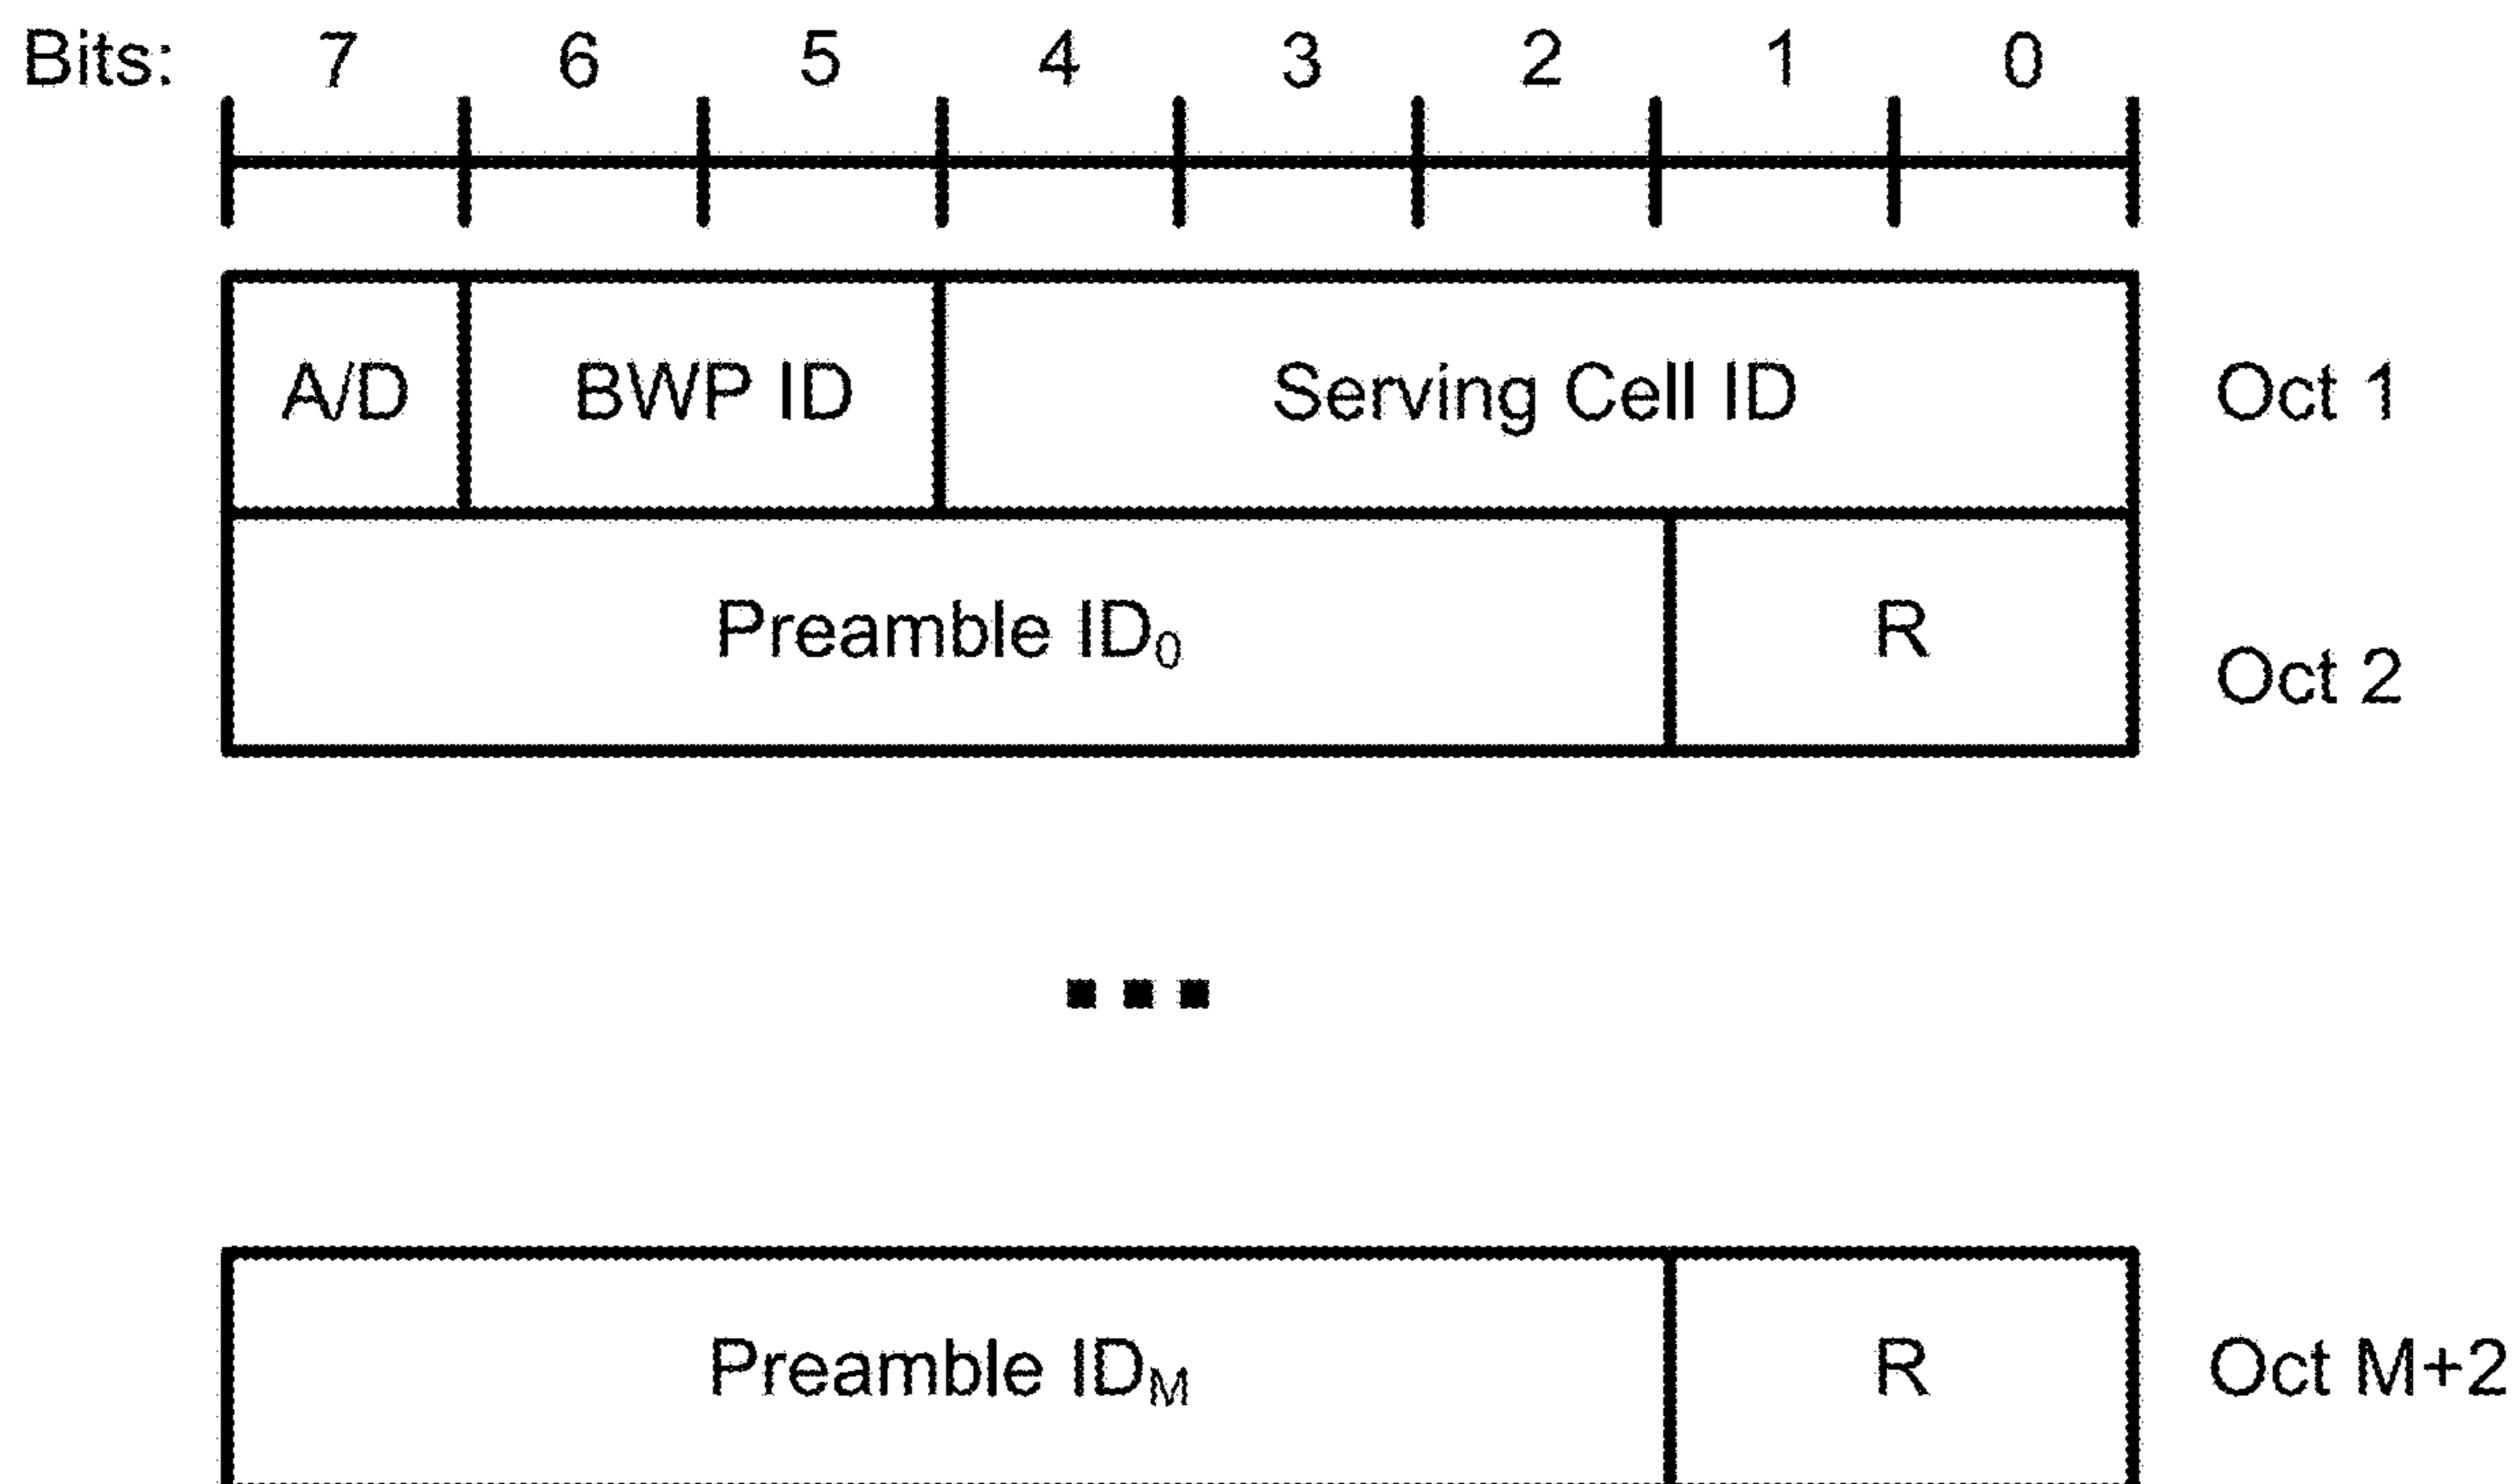 Bits: 7 6 5 4 3 2 1 0
A/D BWP ID Serving Cell ID Oct 1
Preamble ID₀ R Oct 2
Preamble IDM R Oct M+2